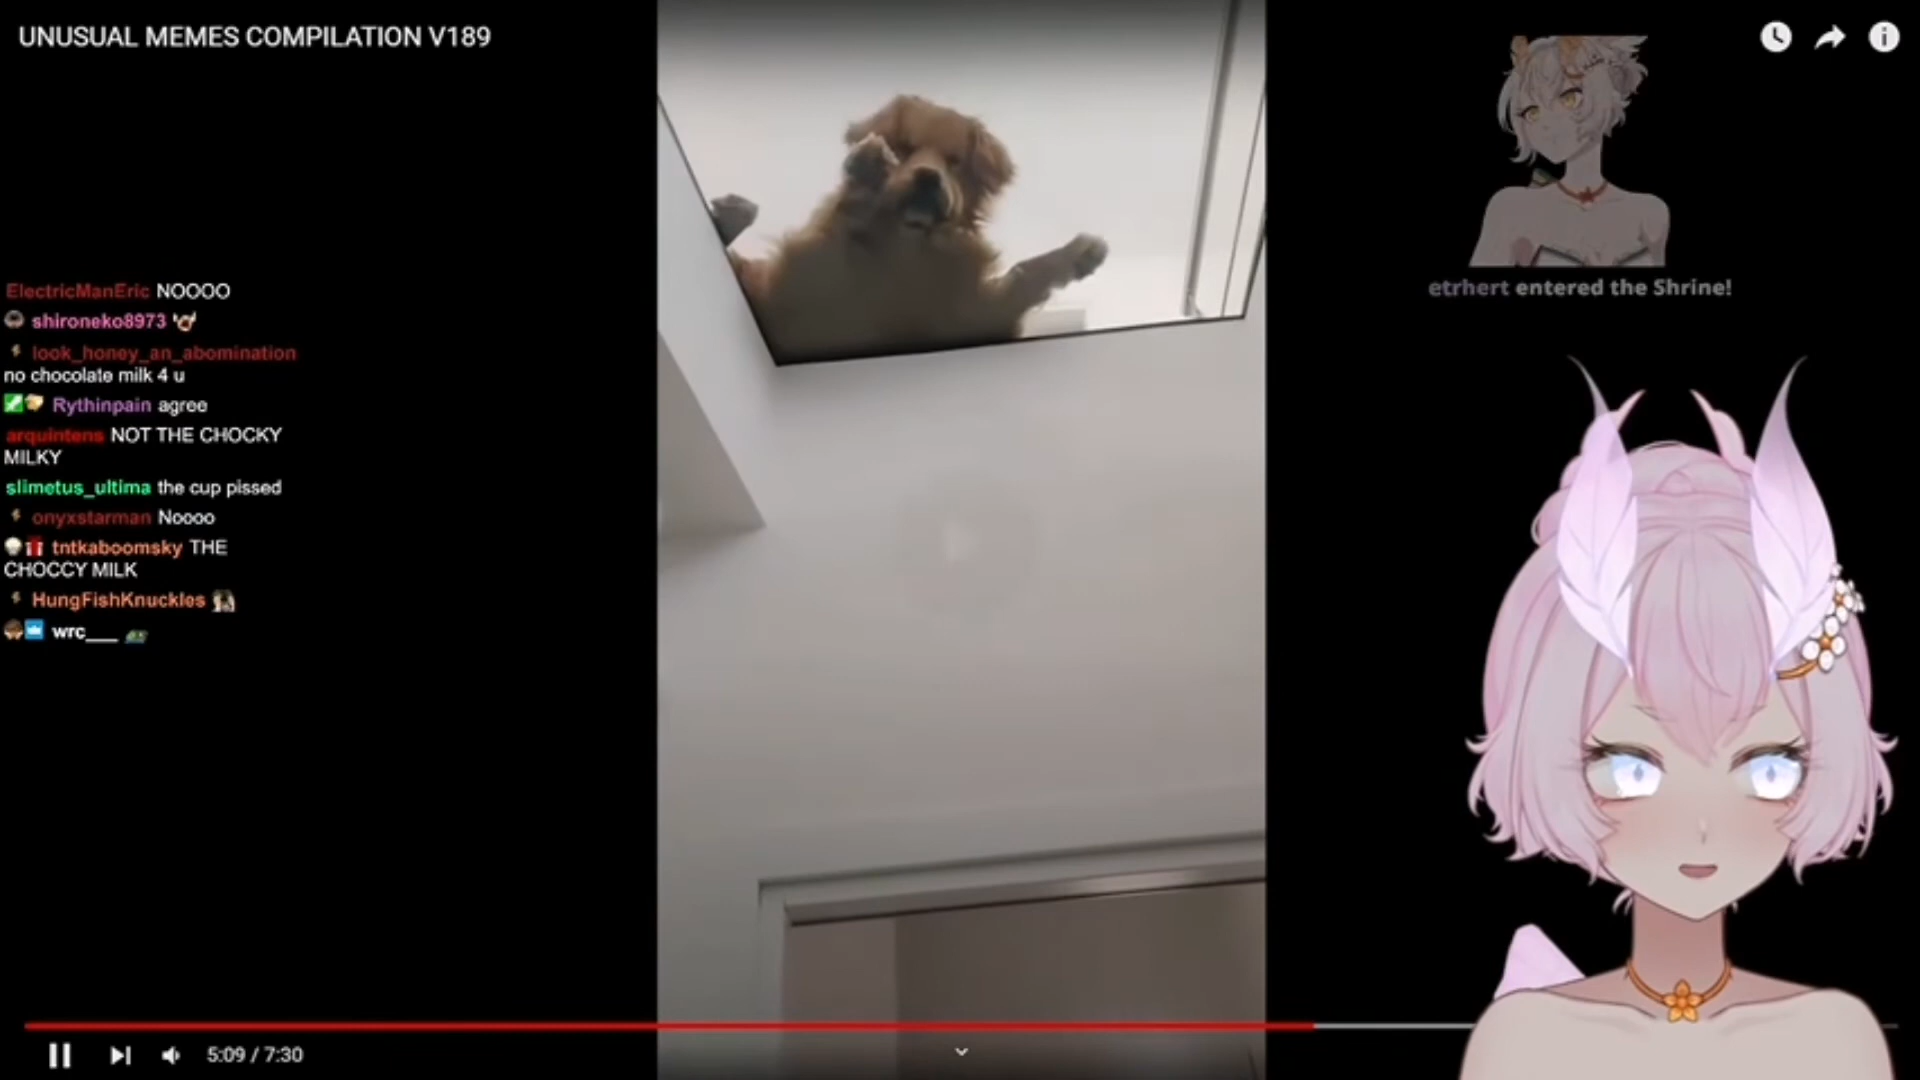 UNUSUAL MEMES COMPILATION V189
etrhert entered the Shrine!
ElectricManEric NOOOO
shironeko8973
look_honey_an_abomination
no chocolate milk 4 u
Rythinpain agree
arquintens NOT THE CHOCKY
MILKY
slimetus_ultima the cup pissed
onyxstarman Noooo
tntkaboomsky THE
CHOCCY MILK
HungFishKnuckles
wrc___
5:09 / 7:30